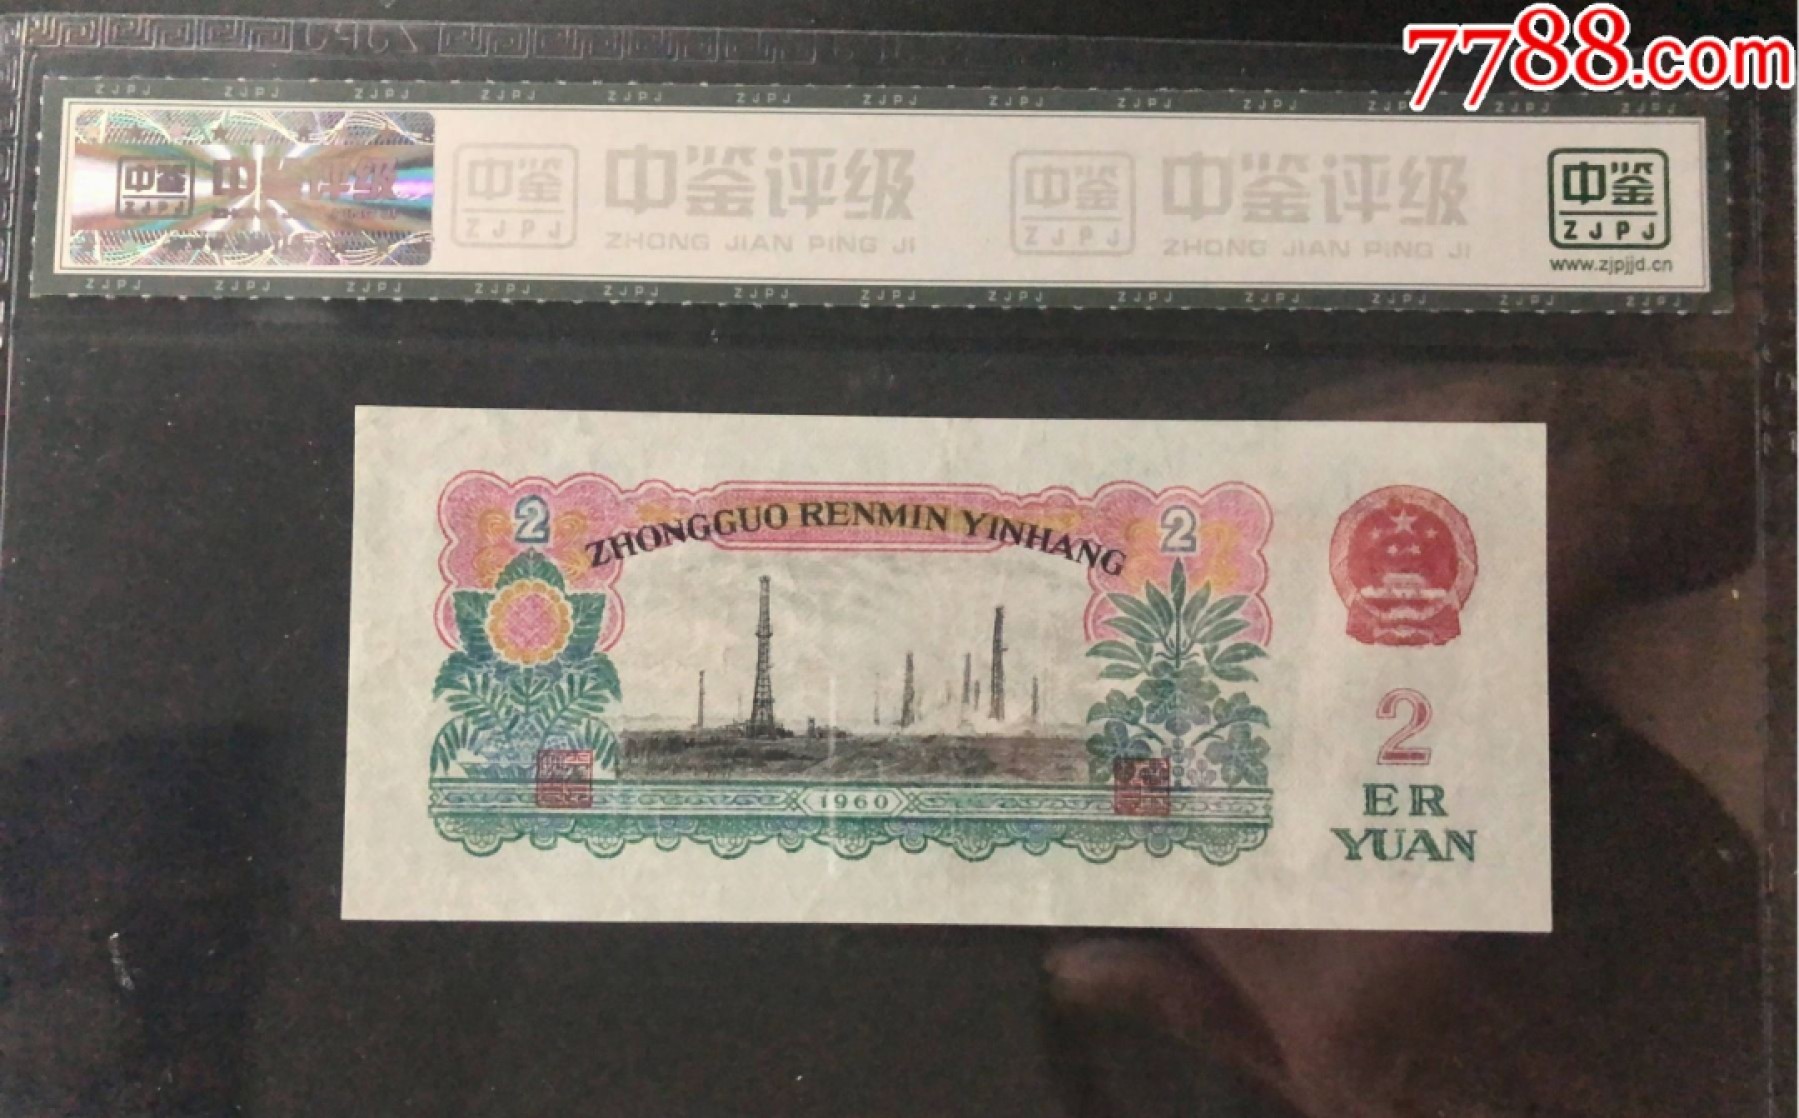 7788.com
ZJPJ ZJPJ ZJPJ ZJPJ ZJPJ ZJPJ ZJPJ ZJPJ ZJPJ ZJPJ ZJPJ ZJPJ ZJPJ
中鉴 中鉴评级
ZJPJ
中鉴 中鉴评级
ZJPJ ZHONG JIAN PING JI
中鉴 中鉴评级
ZJPJ ZHONG JIAN PING JI
中鉴
ZJPJ
www.zjpjjd.cn
ZJPJ ZJPJ ZJPJ ZJPJ ZJPJ ZJPJ ZJPJ ZJPJ ZJPJ ZJPJ ZJPJ ZJPJ ZJPJ
2 ZHONGGUO RENMIN YINHANG 2
1960
2
ER
YUAN